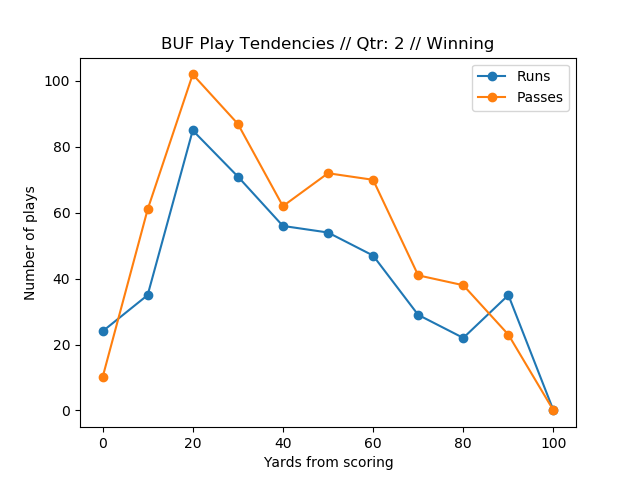 BUF Play Tendencies // Qtr: 2 // Winning
Runs
Passes
Number of plays
100
80
60
40
20
0
0 20 40 60 80 100
Yards from scoring